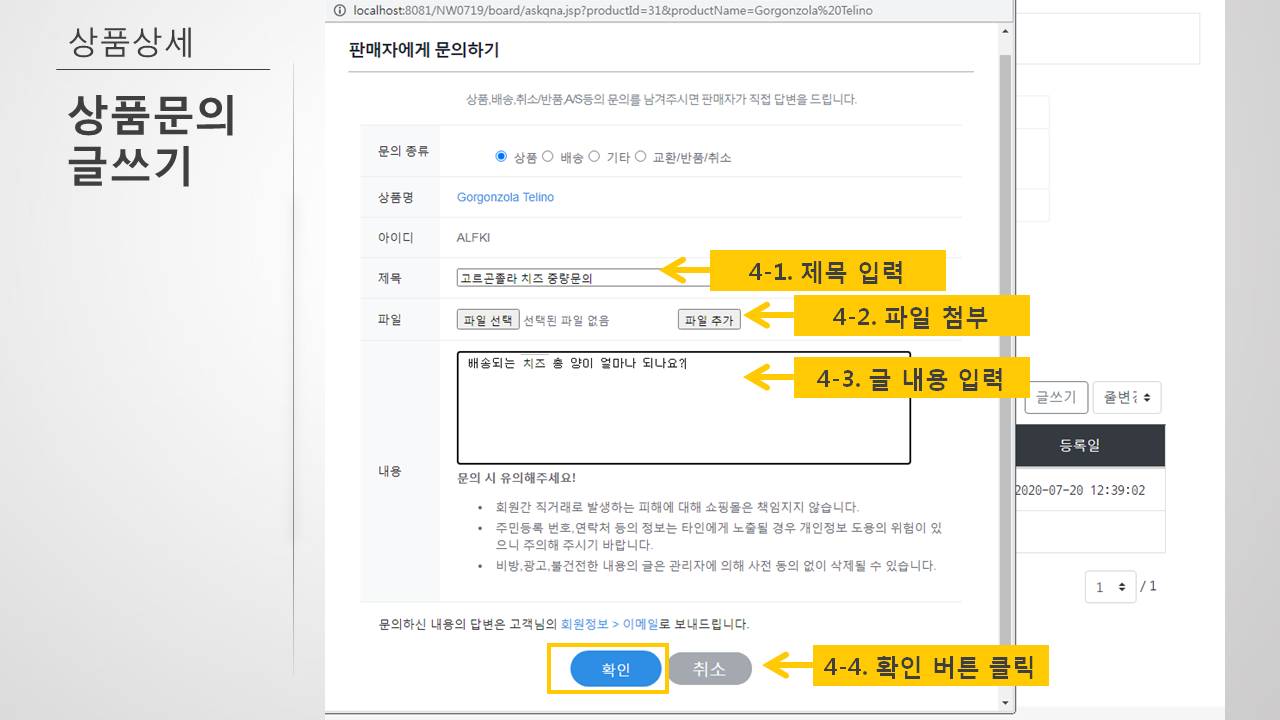 상품상세
상품문의
글쓰기
localhost:8081/NW0719/board/askqna.jsp?productId=31&productName=Gorgonzola%20Telino
판매자에게 문의하기
상품,배송,취소/반품,A/S등의 문의를 남겨주시면 판매자가 직접 답변을 드립니다.
문의 종류 상품 배송 기타 교환/반품/취소
상품명 Gorgonzola Telino
아이디 ALFKI
제목 고르곤졸라 치즈 중량문의
4-1. 제목 입력
파일 파일 선택 선택된 파일 없음 파일 추가
4-2. 파일 첨부
배송되는 치즈 총 양이 얼마나 되나요?
4-3. 글 내용 입력
내용
문의 시 유의해주세요!
• 회원간 직거래로 발생하는 피해에 대해 쇼핑몰은 책임지지 않습니다.
• 주민등록 번호,연락처 등의 정보는 타인에게 노출될 경우 개인정보 도용의 위험이 있
으니 주의해 주시기 바랍니다.
• 비방,광고,불건전한 내용의 글은 관리자에 의해 사전 동의 없이 삭제될 수 있습니다.
문의하신 내용의 답변은 고객님의 회원정보 > 이메일로 보내드립니다.
확인 취소
4-4. 확인 버튼 클릭
글쓰기
등록일
2020-07-20 12:39:02
1 / 1